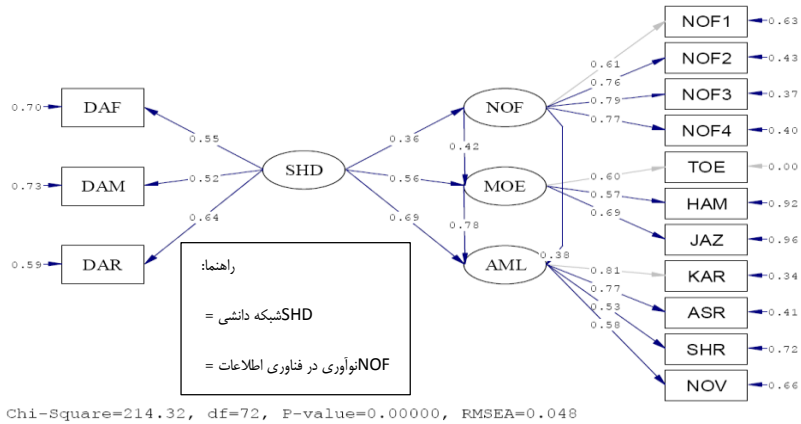 NOF1 0.63
0.61
NOF2 0.43
0.76
0.70 DAF NOF NOF3 0.37
0.79
0.55 0.36 0.77 NOF4 0.40
0.42
SHD TOE 0.00
0.60
0.73 DAM 0.52 0.56 MOE 0.57 HAM 0.92
0.64 0.69 0.78 0.69
JAZ 0.96
0.59 DAR AML 0.38
0.81 KAR 0.34
0.77 ASR 0.41
0.53
0.58 SHR 0.72
NOV 0.66
راهنما:
SHDشبکه دانشی =
NOFنوآوری در فناوری اطلاعات =
Chi-Square=214.32, df=72, P-value=0.00000, RMSEA=0.048